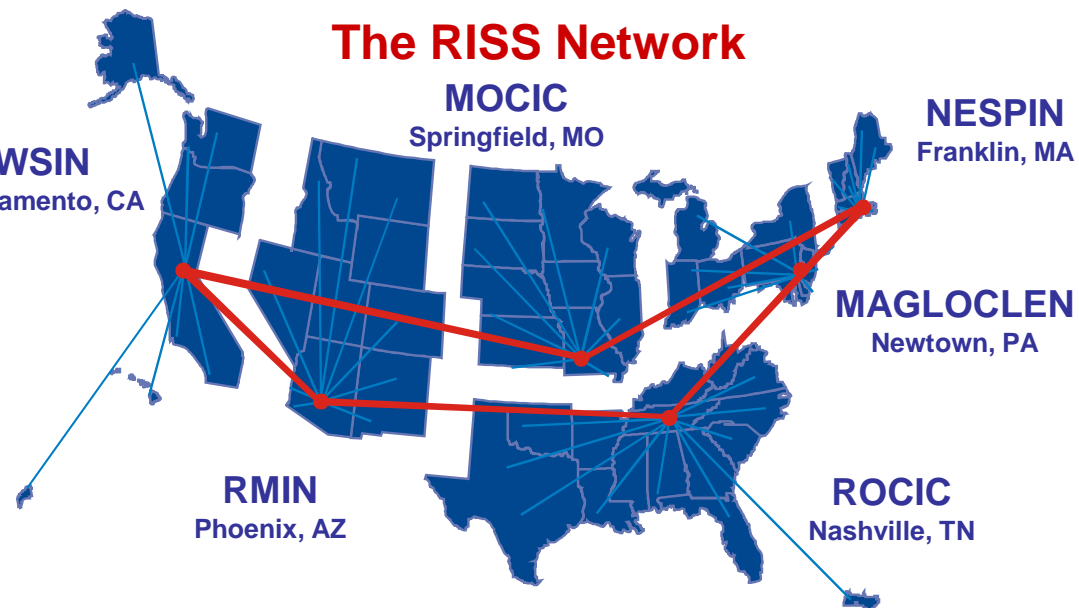 The RISS Network
MOCIC
Springfield, MO
NESPIN
Franklin, MA
WSIN
amento, CA
MAGLOCLEN
Newtown, PA
RMIN
Phoenix, AZ
ROCIC
Nashville, TN